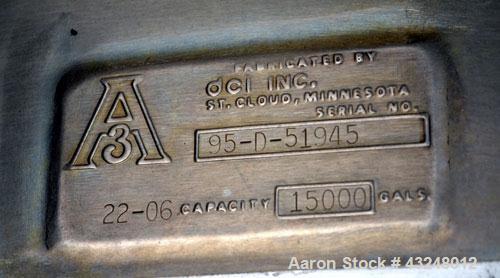 FABRICATED BY
dci INC.
ST. CLOUD, MINNESOTA
SERIAL NO.
A
3
95-D-51945
22-06 CAPACITY 15000 GALS.
Aaron Stock # 43248012